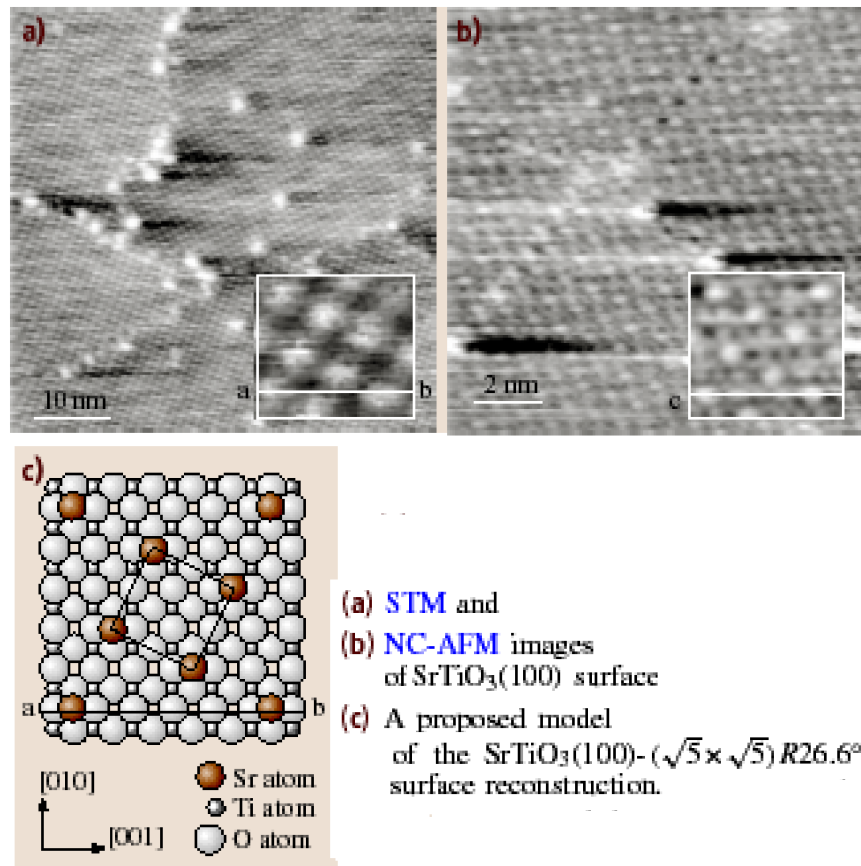 a)
b)
a
b
10 nm
c
2 nm
c)
a
b
[010]
[001]
Sr atom
Ti atom
O atom
(a) STM and
(b) NC-AFM images
of SrTiO₃(100) surface
(c) A proposed model
of the SrTiO₃(100)-(√5×√5)R26.6°
surface reconstruction.